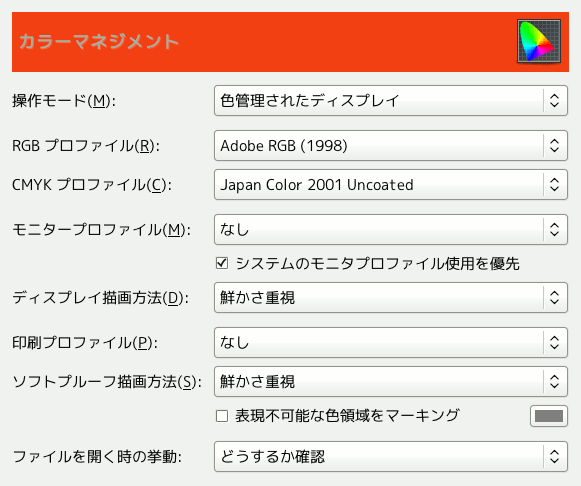 カラーマネジメント
操作モード(M): 色管理されたディスプレイ
RGB プロファイル(R): Adobe RGB (1998)
CMYK プロファイル(C): Japan Color 2001 Uncoated
モニタープロファイル(M): なし
システムのモニタプロファイル使用を優先
ディスプレイ描画方法(D): 鮮かさ重視
印刷プロファイル(P): なし
ソフトプルーフ描画方法(S): 鮮かさ重視
表現不可能な色領域をマーキング
ファイルを開く時の挙動: どうするか確認